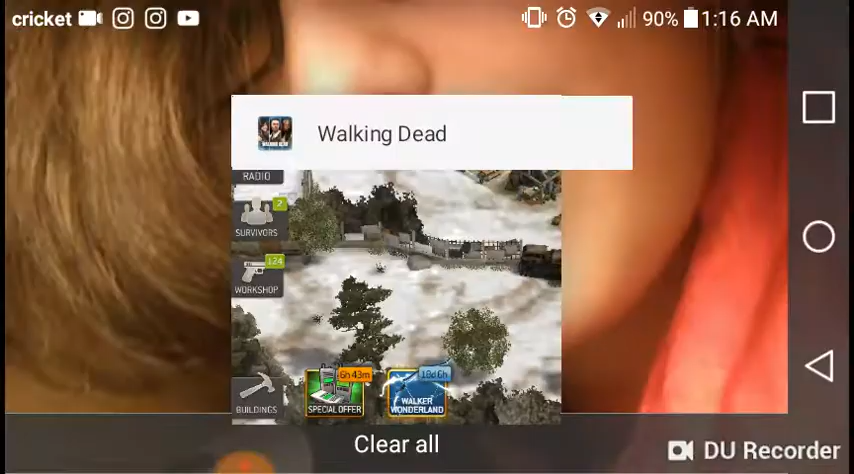 cricket 90% 1:16 AM
Walking Dead
RADIO
2
SURVIVORS
124
WORKSHOP
6h 43m
SPECIAL OFFER
19d 6h
WALKER
WONDERLAND
BUILDINGS
Clear all
DU Recorder